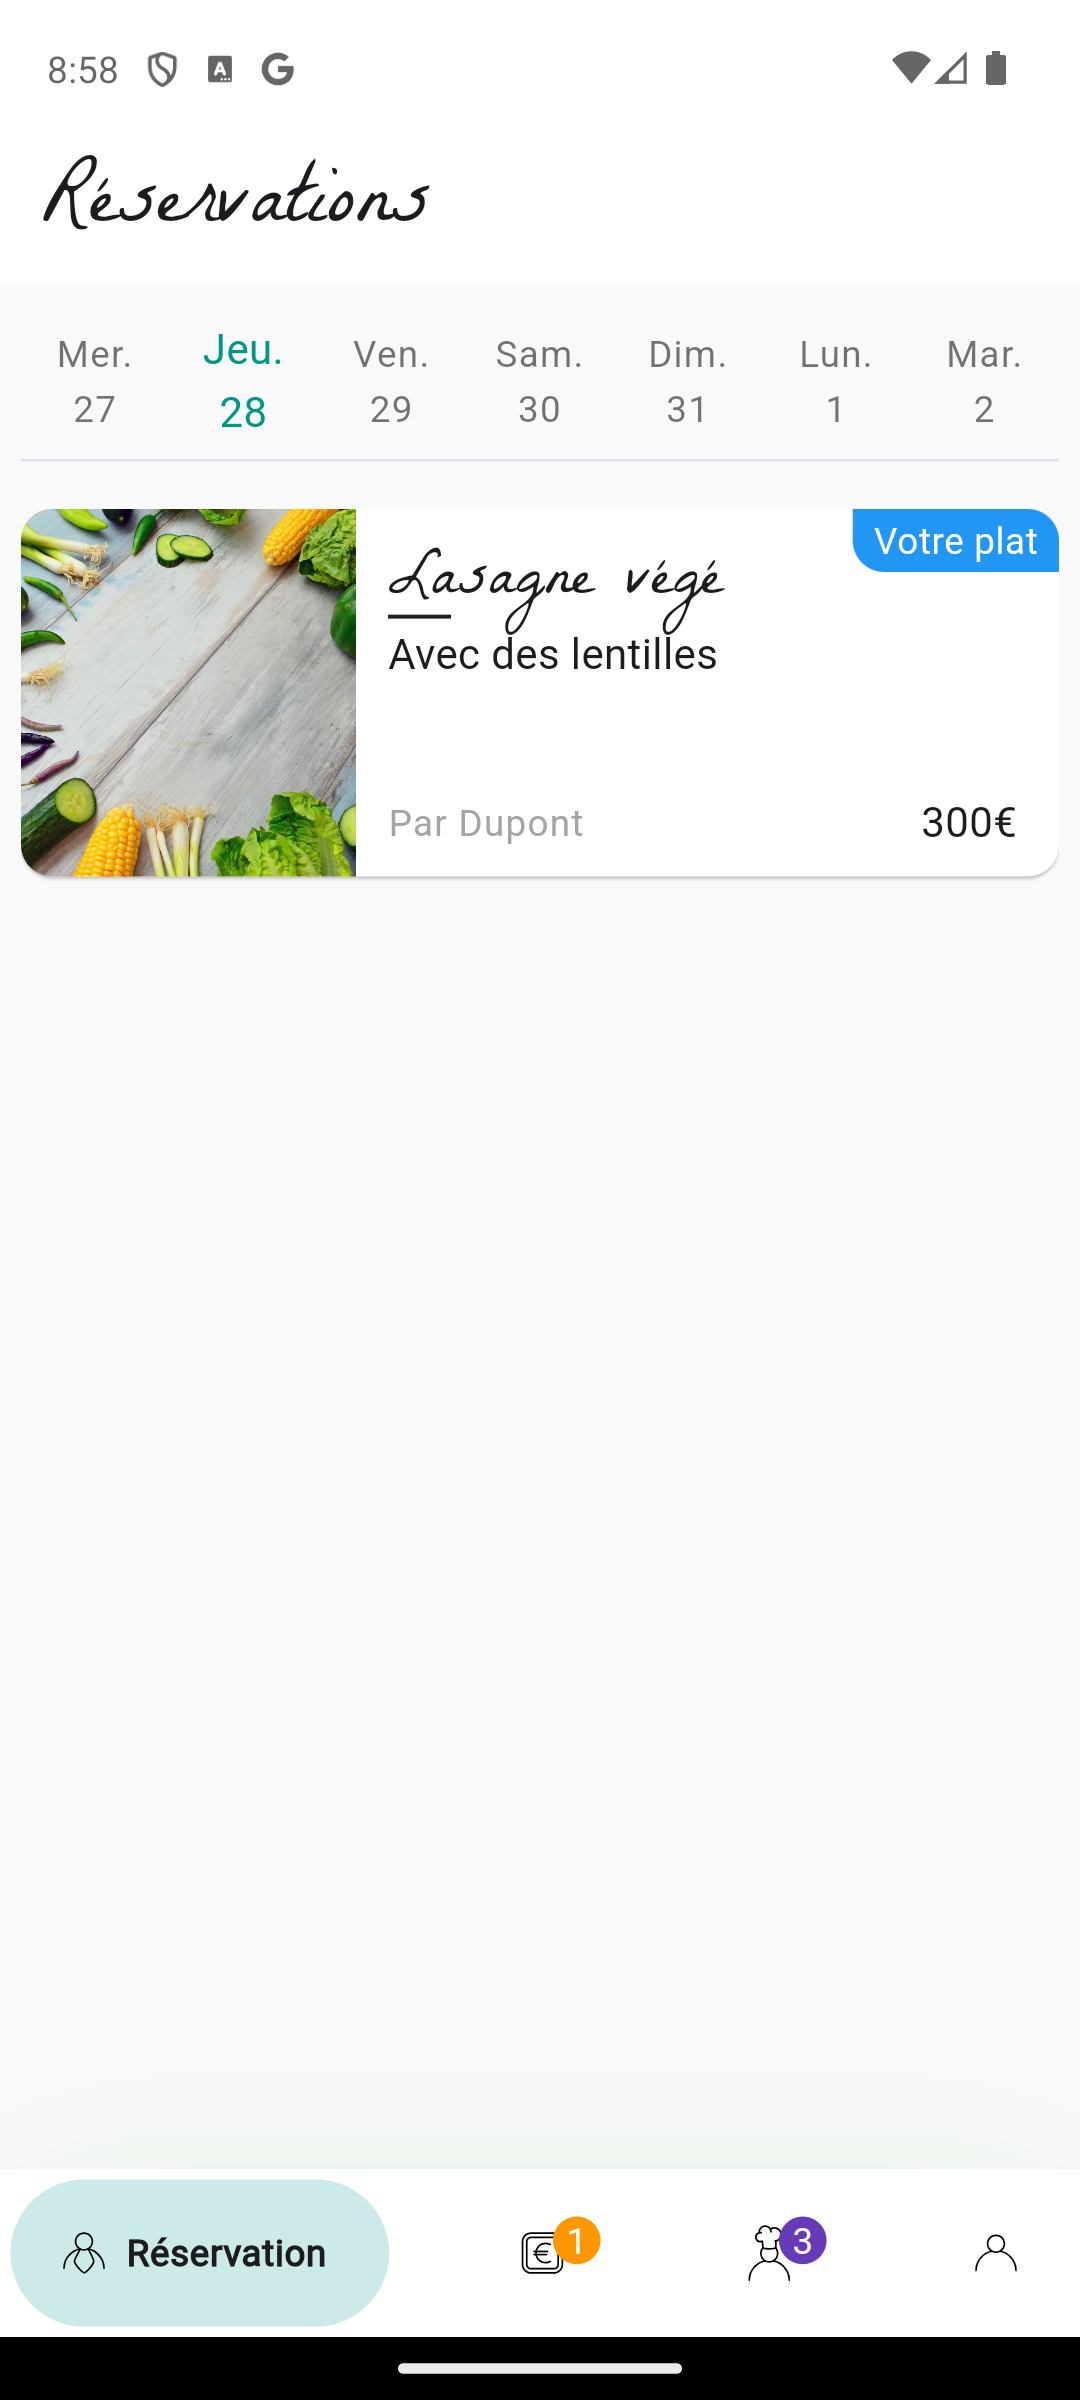 8:58
Réservations
Mer. Jeu. Ven. Sam. Dim. Lun. Mar.
27 28 29 30 31 1 2
Votre plat
Lasagne végé
Avec des lentilles
Par Dupont 300€
Réservation 1 3